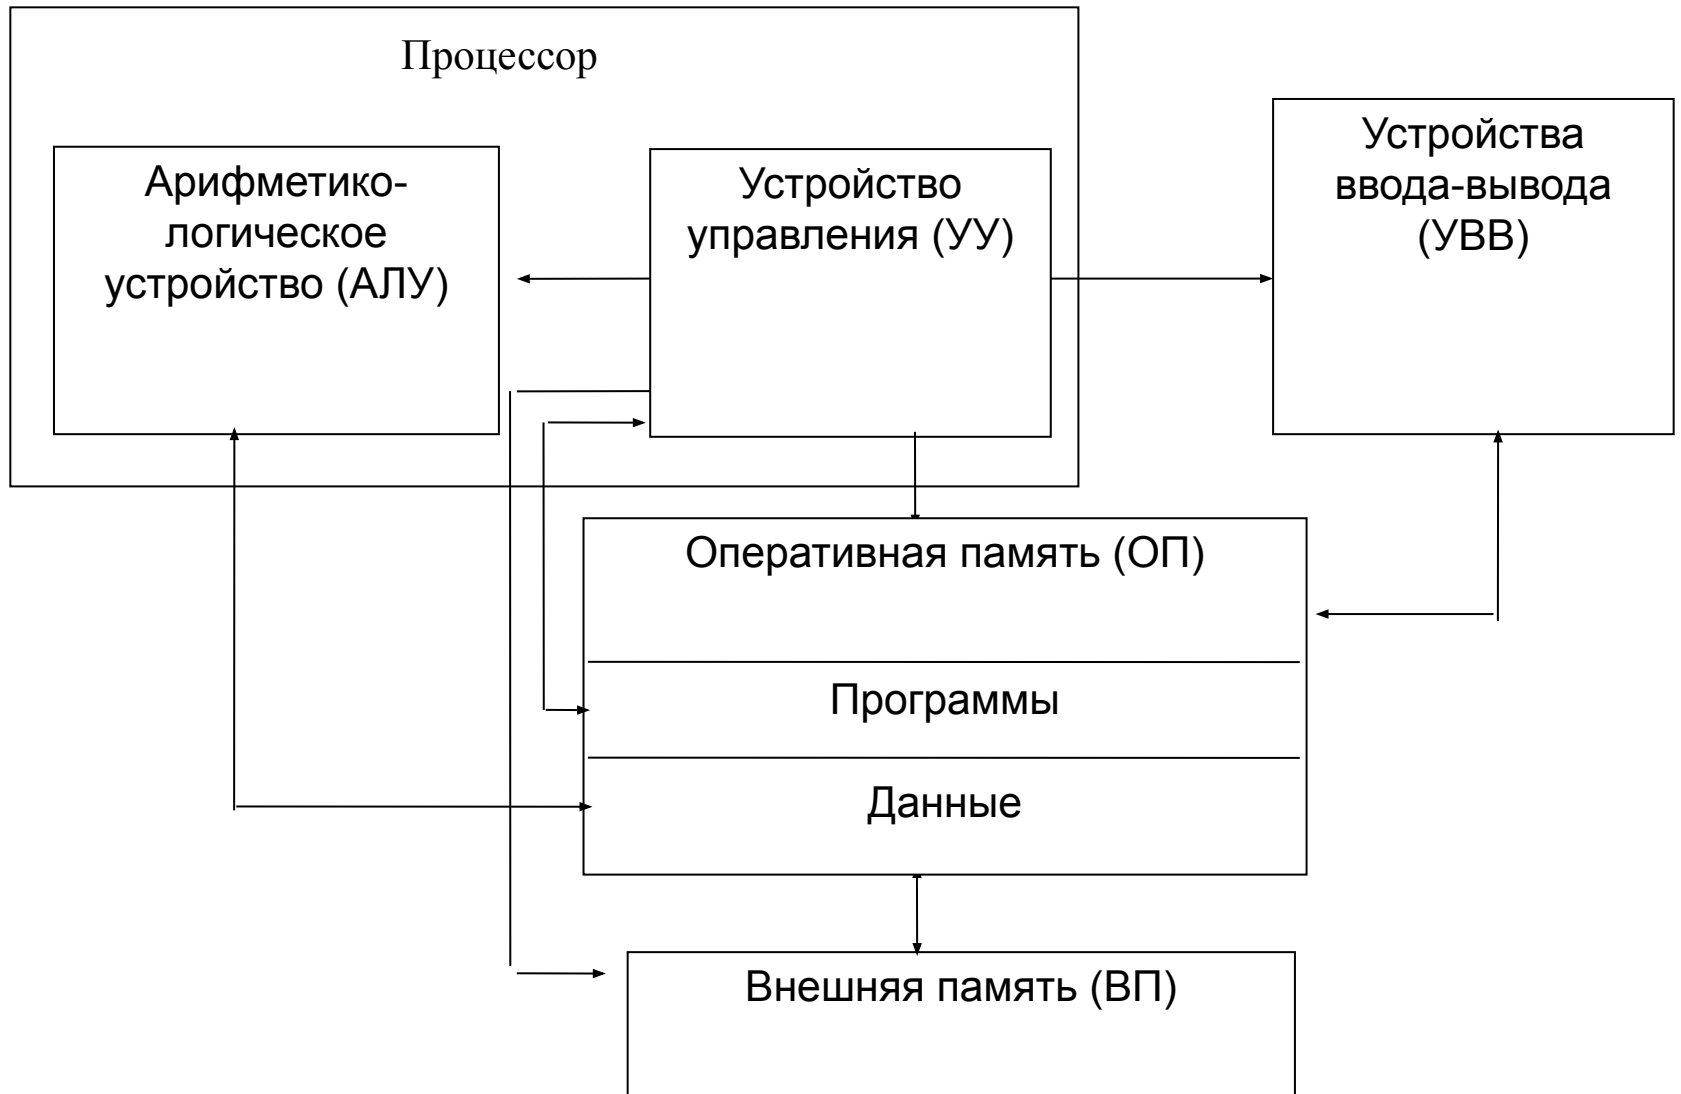 Процессор
Арифметико-
логическое
устройство (АЛУ)
Устройство
управления (УУ)
Устройства
ввода-вывода
(УВВ)
Оперативная память (ОП)
Программы
Данные
Внешняя память (ВП)